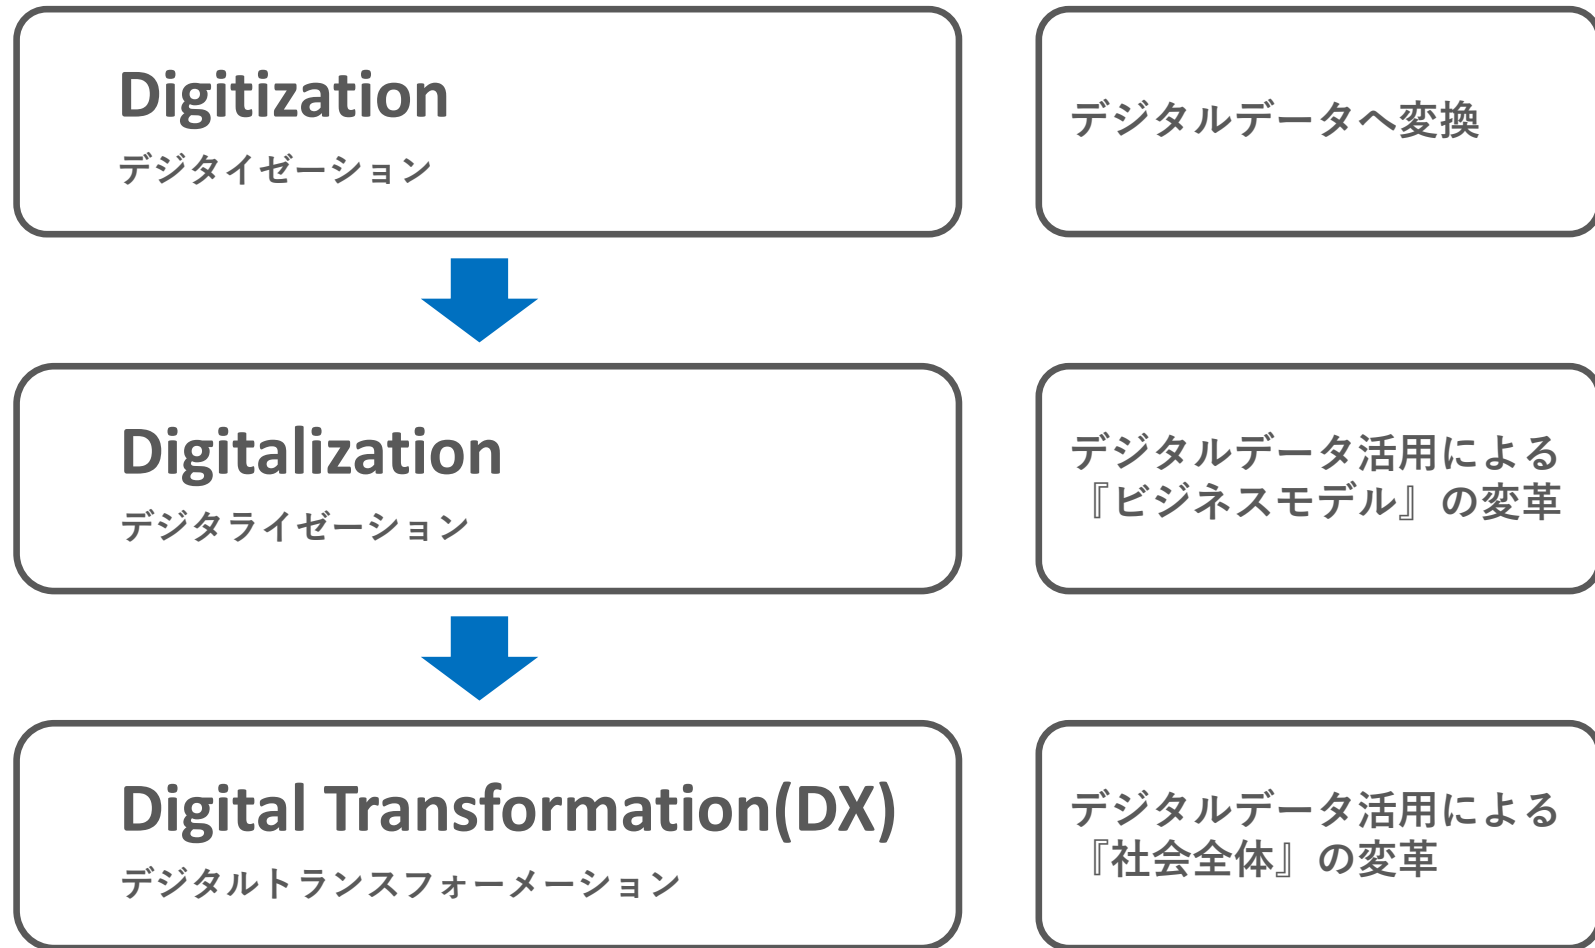 Digitization
デジタイゼーション
デジタルデータへ変換
Digitalization
デジタライゼーション
デジタルデータ活用による
『ビジネスモデル』の変革
Digital Transformation(DX)
デジタルトランスフォーメーション
デジタルデータ活用による
『社会全体』の変革